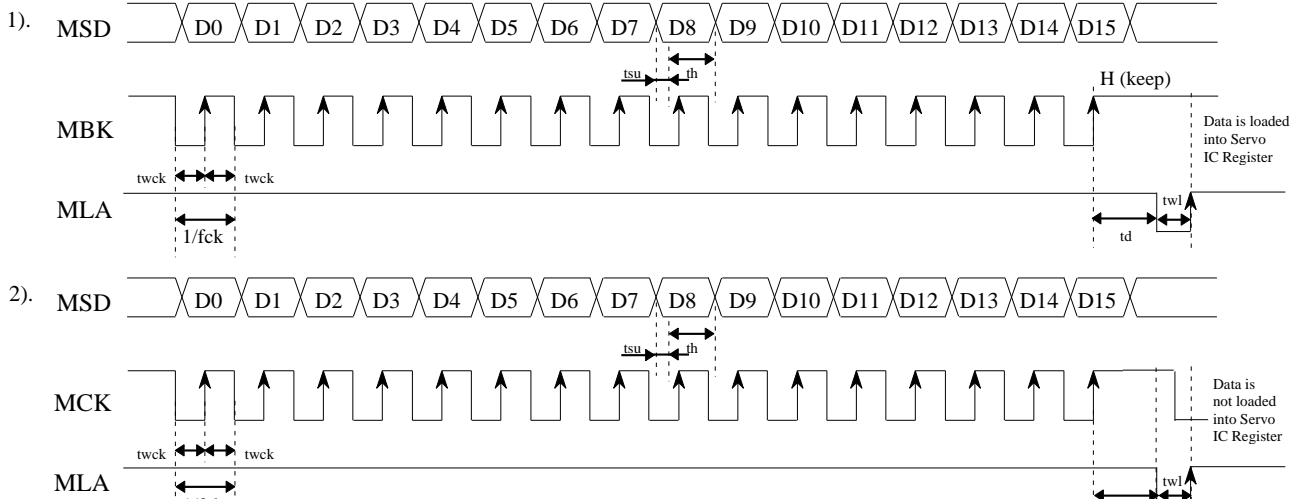 1).
MSD D0 D1 D2 D3 D4 D5 D6 D7 D8 D9 D10 D11 D12 D13 D14 D15
tsu th
H (keep)
MBK
Data is loaded
into Servo
IC Register
twck twck
MLA
twl
1/fck
td
2).
MSD D0 D1 D2 D3 D4 D5 D6 D7 D8 D9 D10 D11 D12 D13 D14 D15
tsu th
MCK
Data is
not loaded
into Servo
IC Register
twck twck
MLA
twl